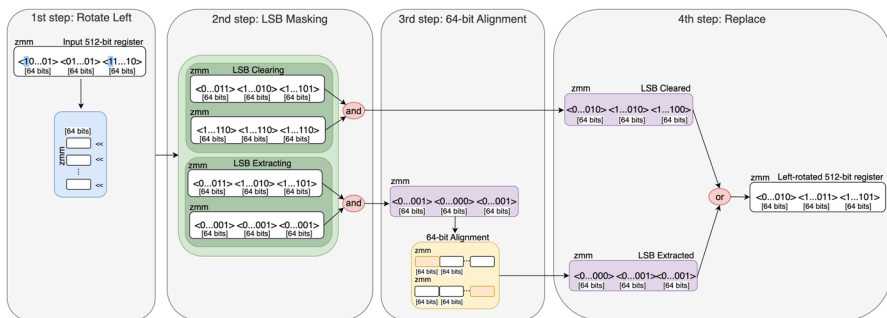 1st step: Rotate Left
zmm Input 512-bit register
<10...01> <01...01> <11...10>
[64 bits] [64 bits] [64 bits]
[64 bits]
zmm
<<
<<
⋮
<<
2nd step: LSB Masking
LSB Clearing
zmm
<0...011> <1...010> <1...101>
[64 bits] [64 bits] [64 bits]
zmm
<1...110> <1...110> <1...110>
[64 bits] [64 bits] [64 bits]
and
LSB Extracting
zmm
<0...011> <1...010> <1...101>
[64 bits] [64 bits] [64 bits]
zmm
<0...001> <0...001> <0...001>
[64 bits] [64 bits] [64 bits]
and
3rd step: 64-bit Alignment
zmm
<0...001> <0...000> <0...001>
[64 bits] [64 bits] [64 bits]
64-bit Alignment
zmm
...
[64 bits] [64 bits]
zmm
...
[64 bits] [64 bits]
4th step: Replace
zmm LSB Cleared
<0...010> <1...010> <1...100>
[64 bits] [64 bits] [64 bits]
zmm LSB Extracted
<0...000> <0...001> <0...001>
[64 bits] [64 bits] [64 bits]
or
zmm Left-rotated 512-bit register
<0...010> <1...011> <1...101>
[64 bits] [64 bits] [64 bits]